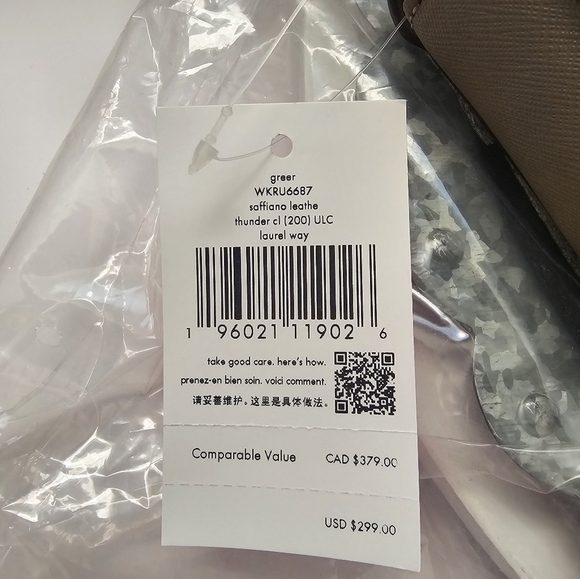 greer
WKRU6687
saffiano leathe
thunder cl (200) ULC
laurel way
1 96021 11902 6
take good care. here's how.
prenez-en bien soin. voici comment.
请妥善维护。这里是具体做法。
Comparable Value CAD $379.00
USD $299.00